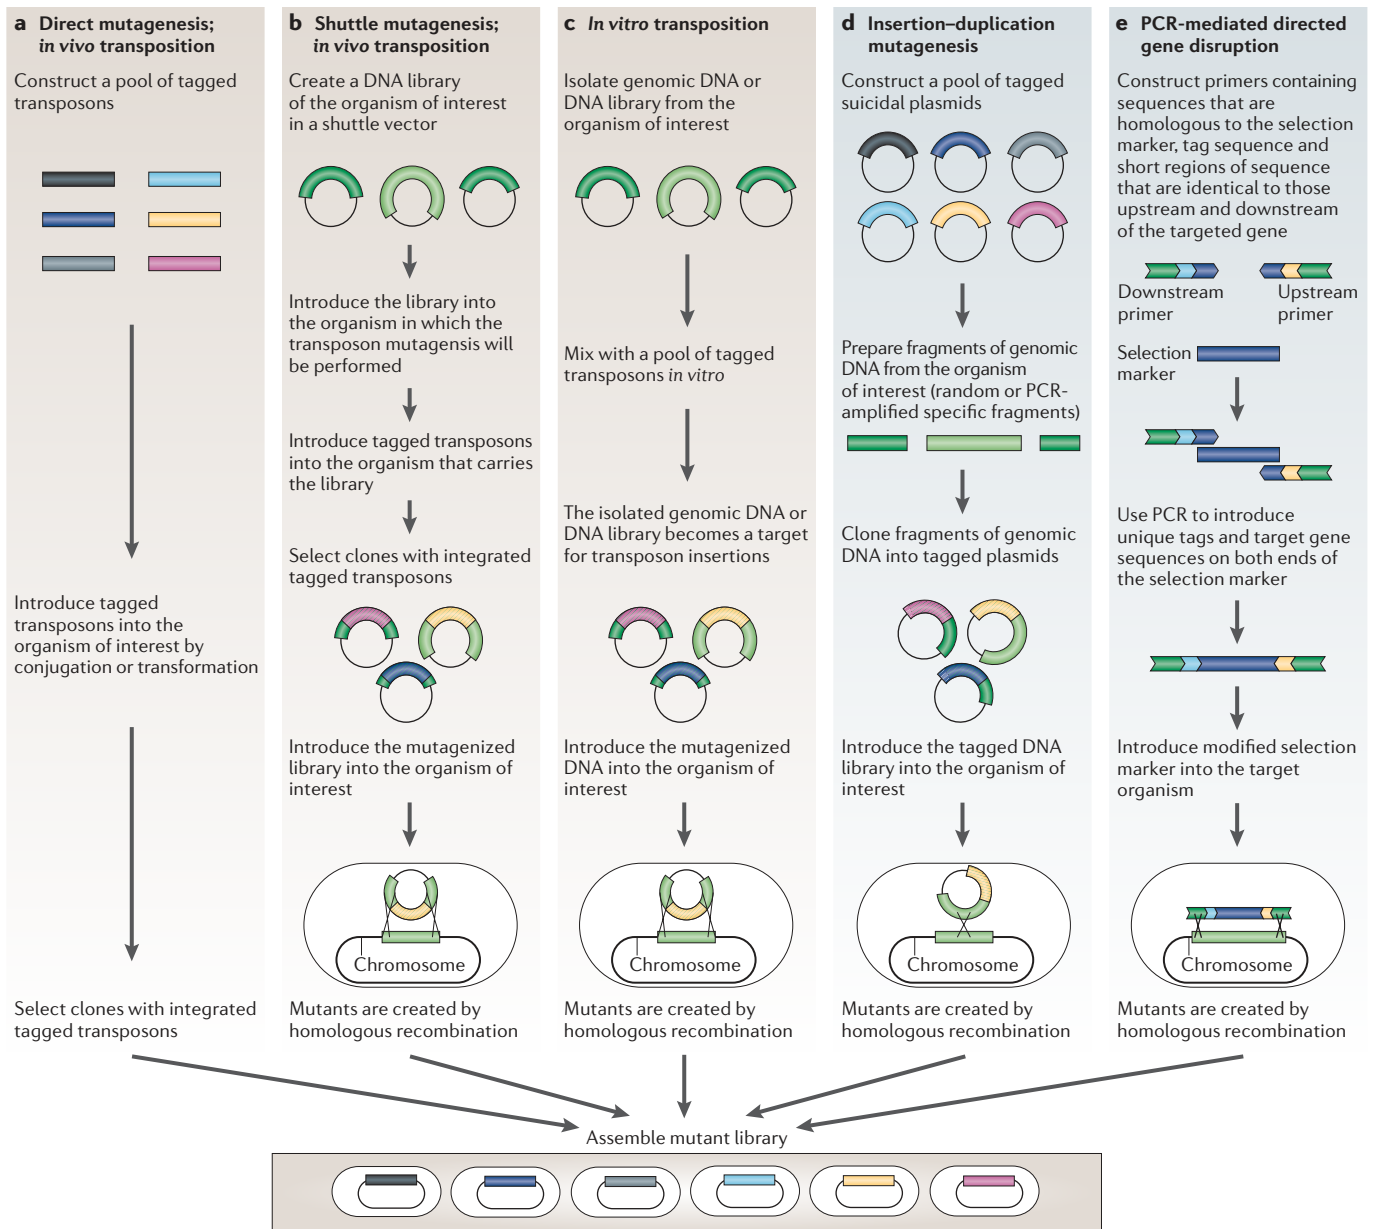 a Direct mutagenesis;
in vivo transposition
Construct a pool of tagged
transposons
Introduce tagged
transposons into the
organism of interest by
conjugation or transformation
Select clones with integrated
tagged transposons
b Shuttle mutagenesis;
in vivo transposition
Create a DNA library
of the organism of interest
in a shuttle vector
Introduce the library into
the organism in which the
transposon mutagensis will
be performed
Introduce tagged transposons
into the organism that carries
the library
Select clones with integrated
tagged transposons
Introduce the mutagenized
library into the organism of
interest
Chromosome
Mutants are created by
homologous recombination
c In vitro transposition
Isolate genomic DNA or
DNA library from the
organism of interest
Mix with a pool of tagged
transposons in vitro
The isolated genomic DNA or
DNA library becomes a target
for transposon insertions
Introduce the mutagenized
DNA into the organism of
interest
Chromosome
Mutants are created by
homologous recombination
d Insertion–duplication
mutagenesis
Construct a pool of tagged
suicidal plasmids
Prepare fragments of genomic
DNA from the organism
of interest (random or PCR-
amplified specific fragments)
Clone fragments of genomic
DNA into tagged plasmids
Introduce the tagged DNA
library into the organism of
interest
Chromosome
Mutants are created by
homologous recombination
e PCR-mediated directed
gene disruption
Construct primers containing
sequences that are
homologous to the selection
marker, tag sequence and
short regions of sequence
that are identical to those
upstream and downstream
of the targeted gene
Downstream
primer
Upstream
primer
Selection
marker
Use PCR to introduce
unique tags and target gene
sequences on both ends of
the selection marker
Introduce modified selection
marker into the target
organism
Chromosome
Mutants are created by
homologous recombination
Assemble mutant library